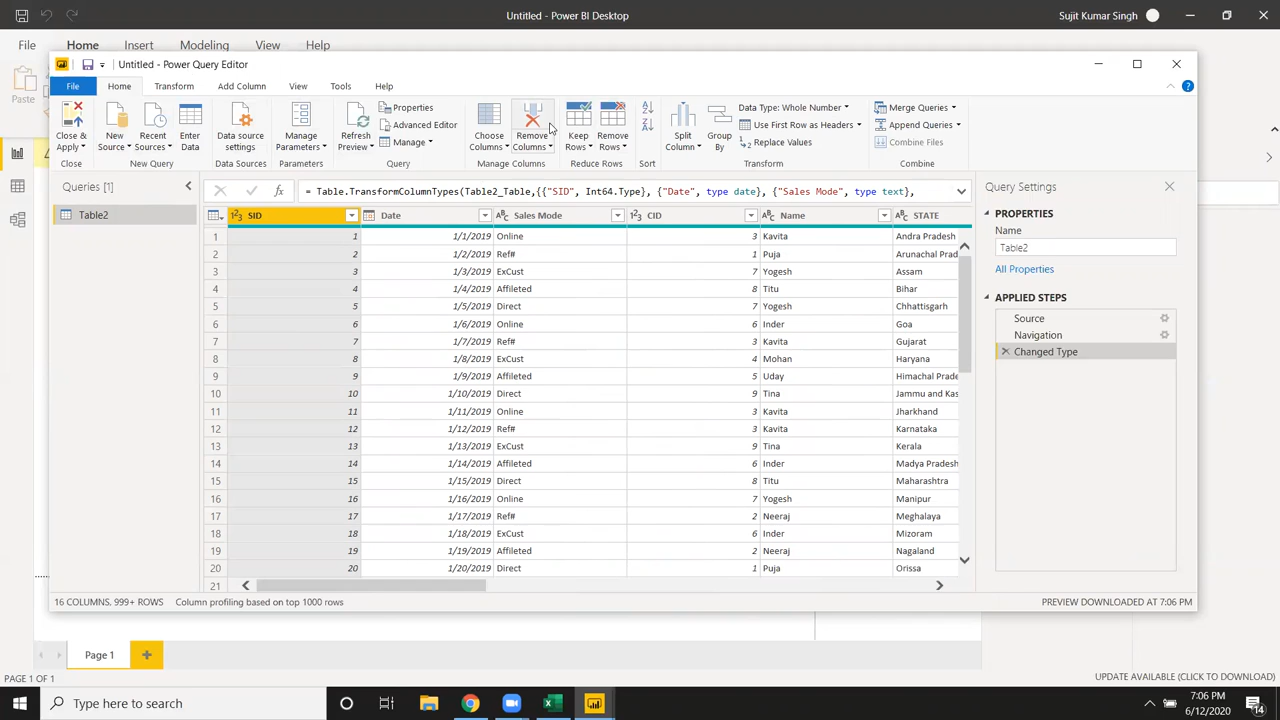 Untitled - Power BI Desktop
Sujit Kumar Singh
File Home Insert Modeling View Help
Paste
Untitled - Power Query Editor
File Home Transform Add Column View Tools Help
Close & Apply
New Source
Recent Sources
Enter Data
Data source settings
Manage Parameters
Refresh Preview
Properties
Advanced Editor
Manage
Choose Columns
Remove Columns
Keep Rows
Remove Rows
Split Column
Group By
Data Type: Whole Number
Use First Row as Headers
Replace Values
Merge Queries
Append Queries
Combine Files
Close New Query Data Sources Parameters Query Manage Columns Reduce Rows Sort Transform Combine
Queries [1]
Table2
= Table.TransformColumnTypes(Table2_Table,{{"SID", Int64.Type}, {"Date", type date}, {"Sales Mode", type text},
SID Date Sales Mode CID Name STATE
1 1 1/1/2019 Online 3 Kavita Andra Pradesh
2 2 1/2/2019 Ref# 1 Puja Arunachal Prad
3 3 1/3/2019 ExCust 7 Yogesh Assam
4 4 1/4/2019 Affileted 8 Titu Bihar
5 5 1/5/2019 Direct 7 Yogesh Chhattisgarh
6 6 1/6/2019 Online 6 Inder Goa
7 7 1/7/2019 Ref# 3 Kavita Gujarat
8 8 1/8/2019 ExCust 4 Mohan Haryana
9 9 1/9/2019 Affileted 5 Uday Himachal Prade
10 10 1/10/2019 Direct 9 Tina Jammu and Kas
11 11 1/11/2019 Online 3 Kavita Jharkhand
12 12 1/12/2019 Ref# 3 Kavita Karnataka
13 13 1/13/2019 ExCust 9 Tina Kerala
14 14 1/14/2019 Affileted 6 Inder Madya Pradesh
15 15 1/15/2019 Direct 8 Titu Maharashtra
16 16 1/16/2019 Online 7 Yogesh Manipur
17 17 1/17/2019 Ref# 2 Neeraj Meghalaya
18 18 1/18/2019 ExCust 6 Inder Mizoram
19 19 1/19/2019 Affileted 2 Neeraj Nagaland
20 20 1/20/2019 Direct 1 Puja Orissa
21
Query Settings
PROPERTIES
Name
Table2
All Properties
APPLIED STEPS
Source
Navigation
Changed Type
16 COLUMNS, 999+ ROWS Column profiling based on top 1000 rows
PREVIEW DOWNLOADED AT 7:06 PM
Page 1
PAGE 1 OF 1
UPDATE AVAILABLE (CLICK TO DOWNLOAD)
Type here to search
7:06 PM
6/12/2020
14